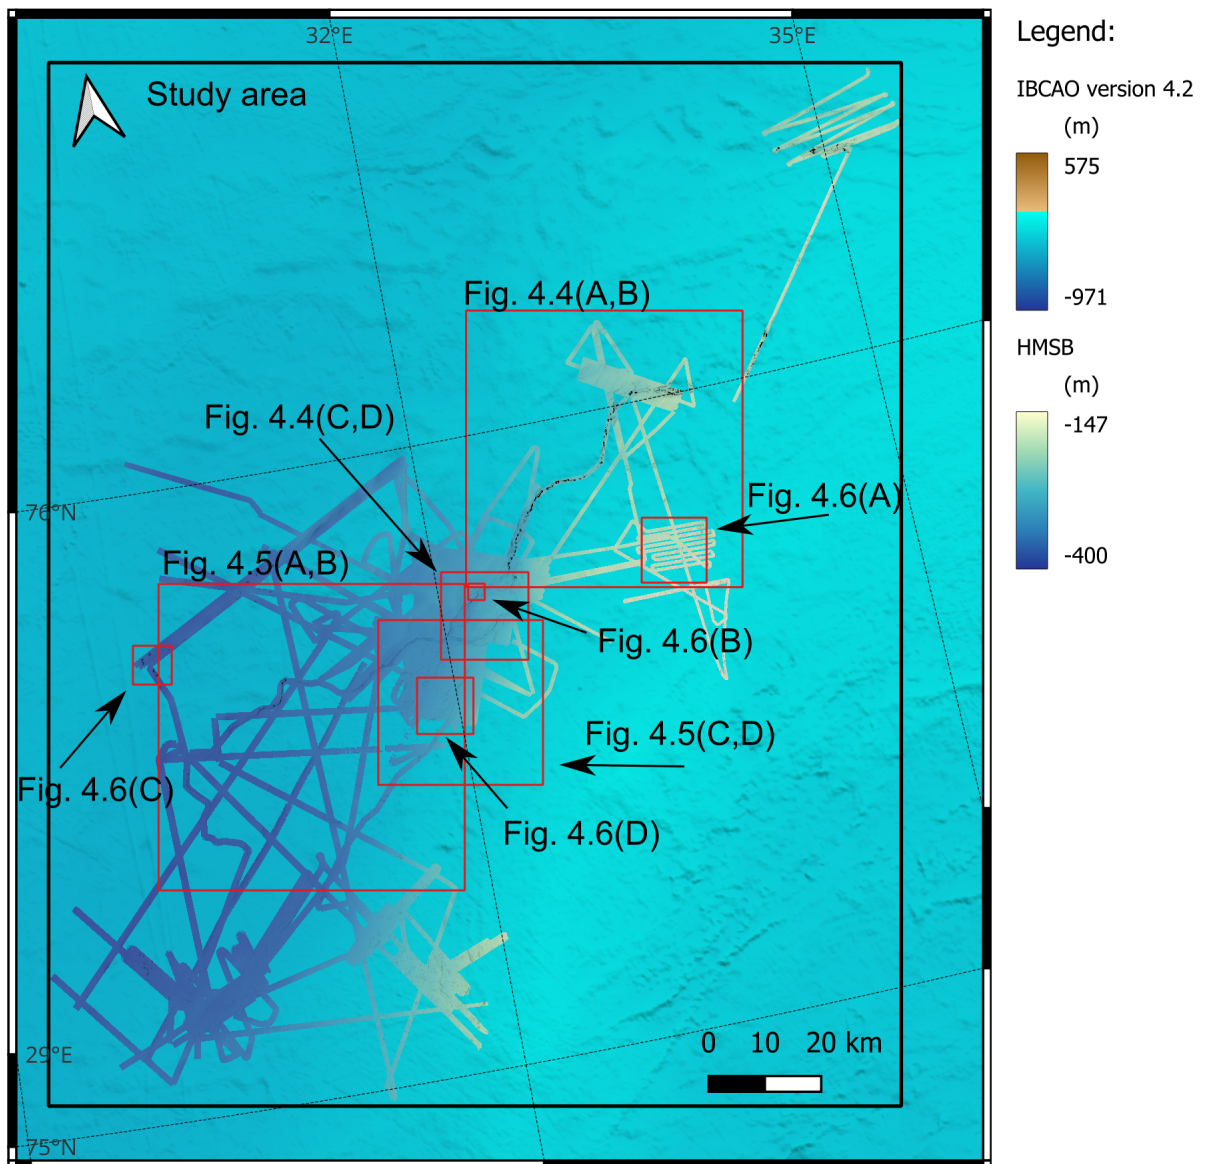 32°E
35°E
Study area
Fig. 4.4(A,B)
Fig. 4.4(C,D)
Fig. 4.6(A)
76°N
Fig. 4.5(A,B)
Fig. 4.6(B)
Fig. 4.5(C,D)
Fig. 4.6(C)
Fig. 4.6(D)
0 10 20 km
29°E
75°N
Legend:
IBCAO version 4.2
(m)
575
-971
HMSB
(m)
-147
-400